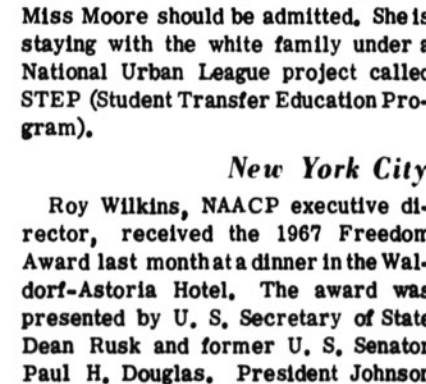 Miss Moore should be admitted. She is
staying with the white family under a
National Urban League project called
STEP (Student Transfer Education Pro-
gram).
New York City
Roy Wilkins, NAACP executive di-
rector, received the 1967 Freedom
Award last month at a dinner in the Wal-
dorf-Astoria Hotel. The award was
presented by U. S. Secretary of State
Dean Rusk and former U. S. Senator
Paul H. Douglas. President Johnson